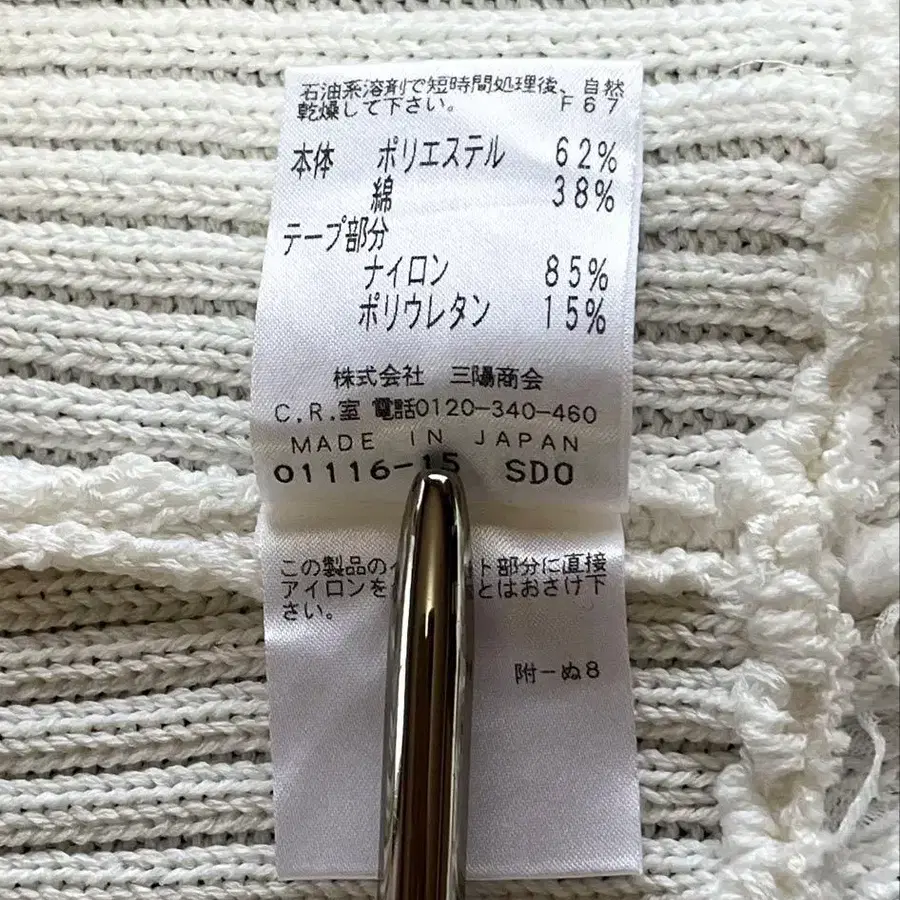 石油系溶剤で短時間処理後、自然
乾燥して下さい。 F67
本体 ポリエステル 62%
綿 38%
テープ部分
ナイロン 85%
ポリウレタン 15%
株式会社 三陽商会
C.R.室 電話0120-340-460
MADE IN JAPAN
01116-15 SDO
この製品の ト部分に直接
アイロンを とはおさけ下
さい。
附ーぬ8